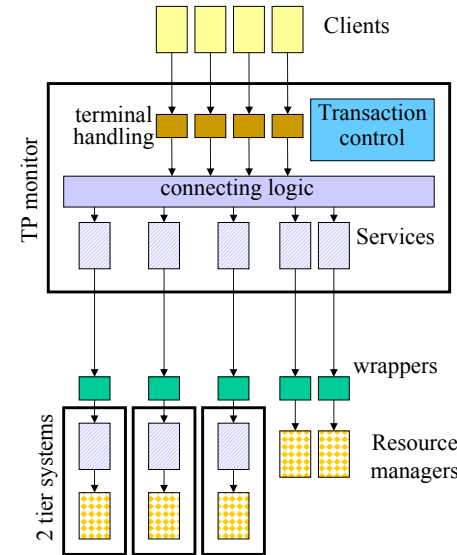 Clients
terminal
handling
Transaction
control
TP monitor
connecting logic
Services
wrappers
2 tier systems
Resource
managers